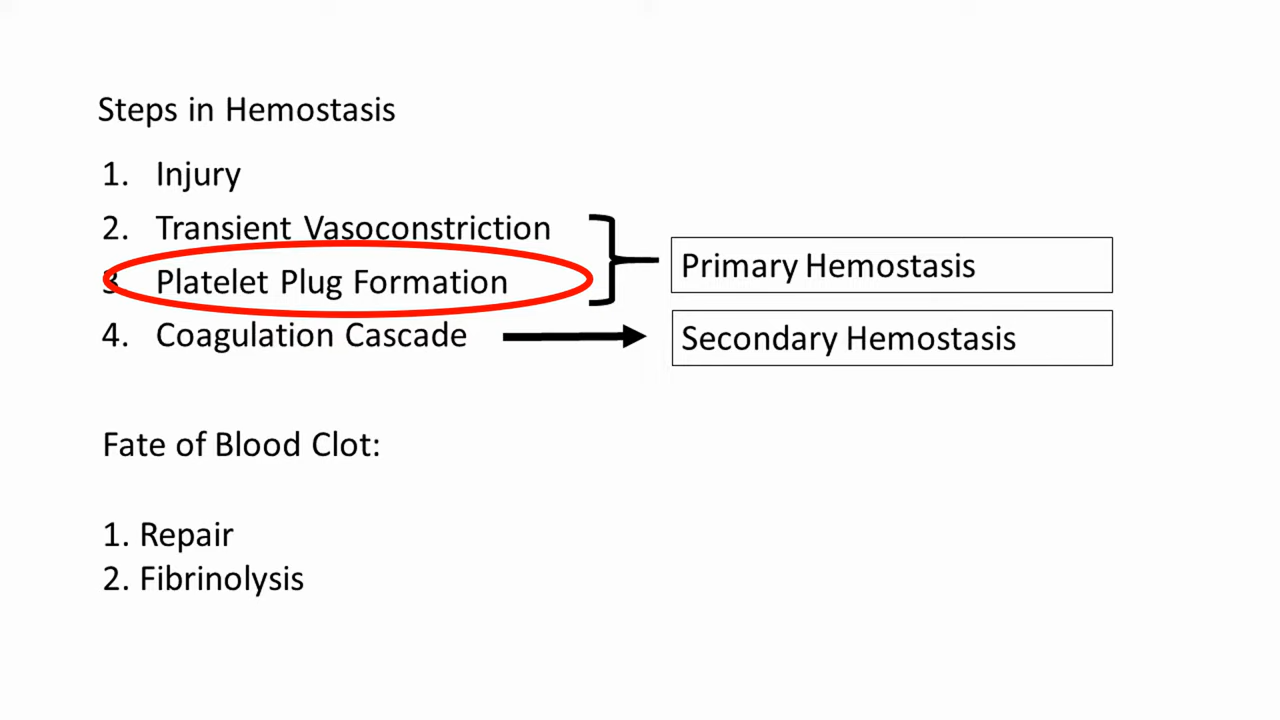 Steps in Hemostasis
1. Injury
2. Transient Vasoconstriction
3. Platelet Plug Formation
Primary Hemostasis
4. Coagulation Cascade
Secondary Hemostasis
Fate of Blood Clot:
1. Repair
2. Fibrinolysis